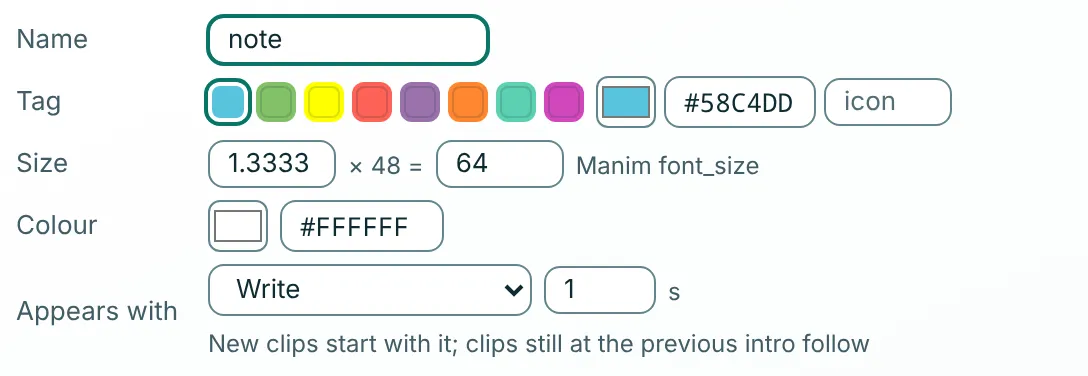 Name note
Tag #58C4DD icon
Size 1.3333 × 48 = 64 Manim font_size
Colour #FFFFFF
Appears with Write 1 s
New clips start with it; clips still at the previous intro follow